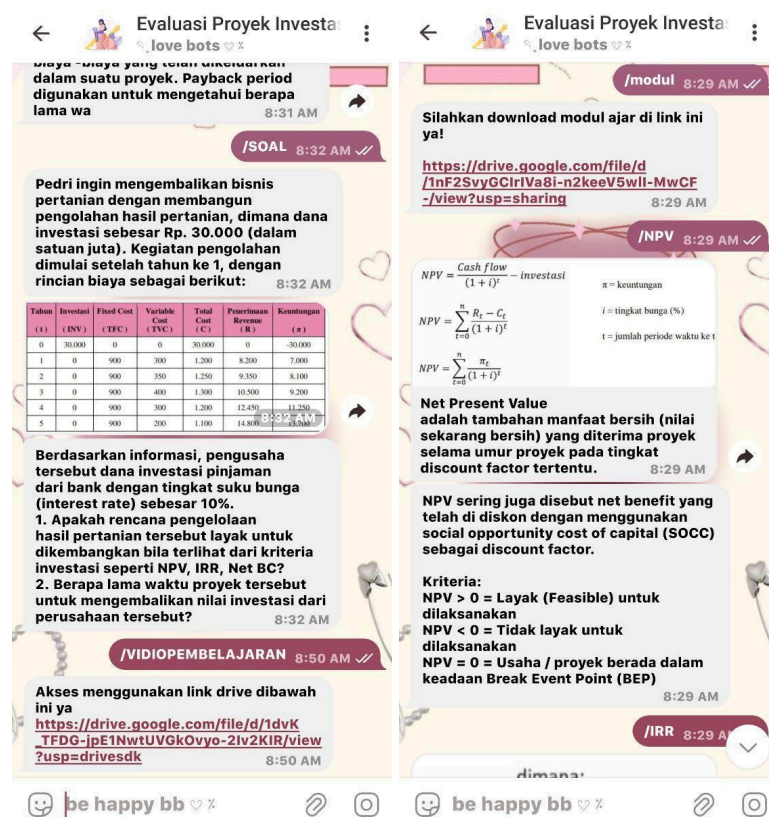 Evaluasi Proyek Investa
love bots ♡
dalam suatu proyek. Payback period
digunakan untuk mengetahui berapa
lama wa
8:31 AM
/SOAL 8:32 AM
Pedri ingin mengembalikan bisnis
pertanian dengan membangun
pengolahan hasil pertanian, dimana dana
investasi sebesar Rp. 30.000 (dalam
satuan juta). Kegiatan pengolahan
dimulai setelah tahun ke 1, dengan
rincian biaya sebagai berikut: 8:32 AM
Tahun Investasi Fixed Cost Variable Cost Total Cost Penerimaan Revenue Keuntungan
(t) (INV) (TFC) (TVC) (C) (R) (π)
0 30.000 0 0 30.000 0 -30.000
1 0 900 300 1.200 8.200 7.000
2 0 900 350 1.250 9.350 8.100
3 0 900 400 1.300 10.500 9.200
4 0 900 300 1.200 12.450 11.250
5 0 900 200 1.100 14.800 13.700
8:32 AM
Berdasarkan informasi, pengusaha
tersebut dana investasi pinjaman
dari bank dengan tingkat suku bunga
(interest rate) sebesar 10%.
1. Apakah rencana pengelolaan
hasil pertanian tersebut layak untuk
dikembangkan bila terlihat dari kriteria
investasi seperti NPV, IRR, Net BC?
2. Berapa lama waktu proyek tersebut
untuk mengembalikan nilai investasi dari
perusahaan tersebut? 8:32 AM
/VIDIOPEMBELAJARAN 8:50 AM
Akses menggunakan link drive dibawah
ini ya
https://drive.google.com/file/d/1dvK
_TFDG-jpE1NwtUVGkOvyo-2Iv2KIR/view
?usp=drivesdk 8:50 AM
be happy bb ♡
Evaluasi Proyek Investa
love bots ♡
/modul 8:29 AM
Silahkan download modul ajar di link ini
ya!
https://drive.google.com/file/d
/1nF2SvyGCIrIVa8i-n2keeV5wlI-MwCF
-/view?usp=sharing 8:29 AM
/NPV 8:29 AM
NPV = Cash flow / (1 + i)^t - investasi
π = keuntungan
i = tingkat bunga (%)
NPV = ∑ t=0 n R_t − C_t / (1 + i)^t
t = jumlah periode waktu ke t
NPV = ∑ t=0 n π_t / (1 + i)^t
Net Present Value
adalah tambahan manfaat bersih (nilai
sekarang bersih) yang diterima proyek
selama umur proyek pada tingkat
discount factor tertentu. 8:29 AM
NPV sering juga disebut net benefit yang
telah di diskon dengan menggunakan
social opportunity cost of capital (SOCC)
sebagai discount factor.
Kriteria:
NPV > 0 = Layak (Feasible) untuk
dilaksanakan
NPV < 0 = Tidak layak untuk
dilaksanakan
NPV = 0 = Usaha / proyek berada dalam
keadaan Break Event Point (BEP)
8:29 AM
/IRR 8:29 A
dimana:
be happy bb ♡